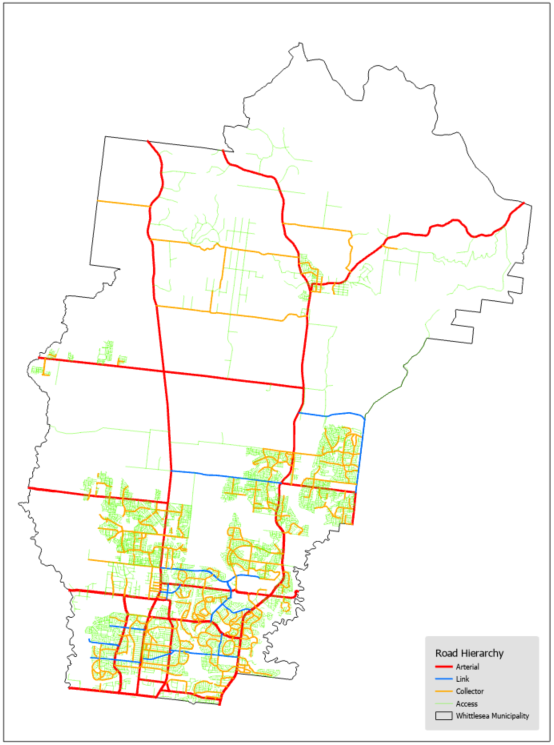 Road Hierarchy
Arterial
Link
Collector
Access
Whittlesea Municipality